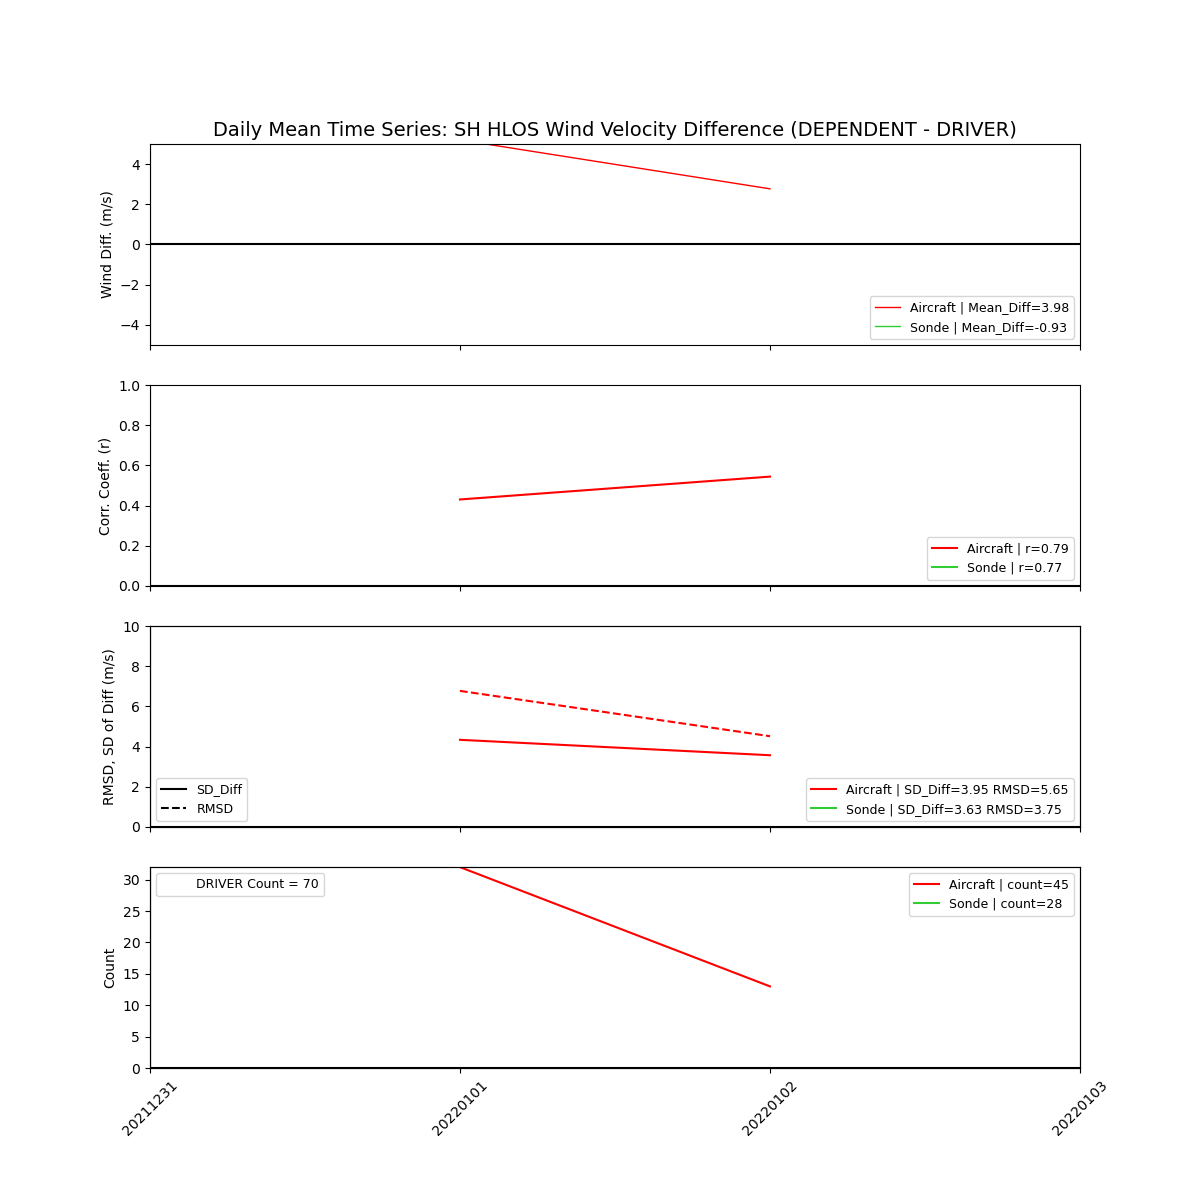 Daily Mean Time Series: SH HLOS Wind Velocity Difference (DEPENDENT - DRIVER)
Wind Diff. (m/s)
4
2
0
−2
−4
Aircraft | Mean_Diff=3.98
Sonde | Mean_Diff=-0.93
Corr. Coeff. (r)
1.0
0.8
0.6
0.4
0.2
0.0
Aircraft | r=0.79
Sonde | r=0.77
RMSD, SD of Diff (m/s)
10
8
6
4
2
0
SD_Diff
RMSD
Aircraft | SD_Diff=3.95 RMSD=5.65
Sonde | SD_Diff=3.63 RMSD=3.75
Count
30
25
20
15
10
5
0
DRIVER Count = 70
Aircraft | count=45
Sonde | count=28
20211231
20220101
20220102
20220103